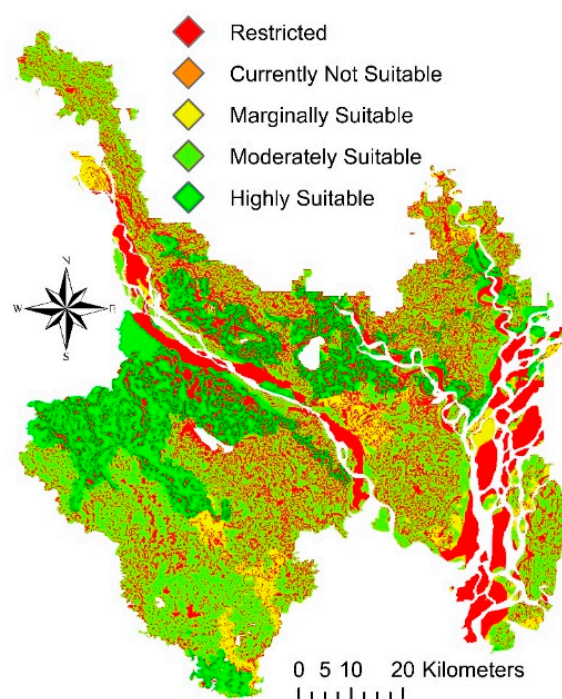 Restricted
Currently Not Suitable
Marginally Suitable
Moderately Suitable
Highly Suitable
N
W E
S
0 5 10 20 Kilometers